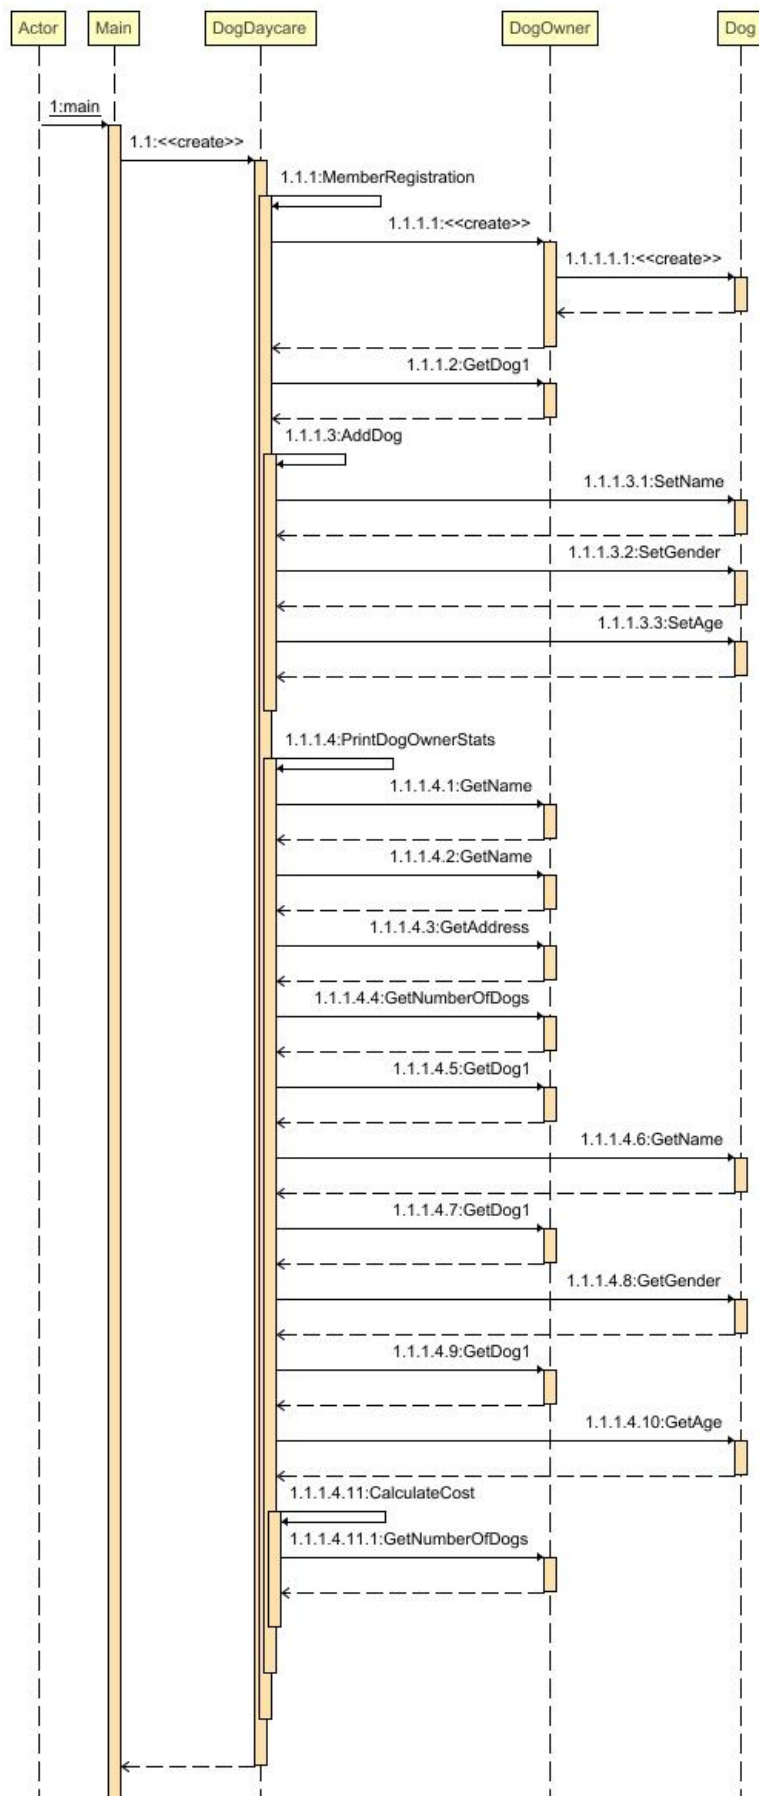 Actor
Main
DogDaycare
DogOwner
Dog
1:main
1.1:<<create>>
1.1.1:MemberRegistration
1.1.1.1:<<create>>
1.1.1.1.1:<<create>>
1.1.1.2:GetDog1
1.1.1.3:AddDog
1.1.1.3.1:SetName
1.1.1.3.2:SetGender
1.1.1.3.3:SetAge
1.1.1.4:PrintDogOwnerStats
1.1.1.4.1:GetName
1.1.1.4.2:GetName
1.1.1.4.3:GetAddress
1.1.1.4.4:GetNumberOfDogs
1.1.1.4.5:GetDog1
1.1.1.4.6:GetName
1.1.1.4.7:GetDog1
1.1.1.4.8:GetGender
1.1.1.4.9:GetDog1
1.1.1.4.10:GetAge
1.1.1.4.11:CalculateCost
1.1.1.4.11.1:GetNumberOfDogs